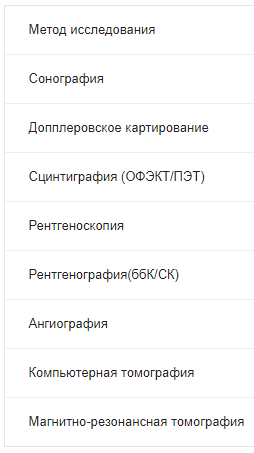 Метод исследования
Сонография
Допплеровское картирование
Сцинтиграфия (ОФЭКТ/ПЭТ)
Рентгеноскопия
Рентгенография(ббК/СК)
Ангиография
Компьютерная томография
Магнитно-резонансная томография